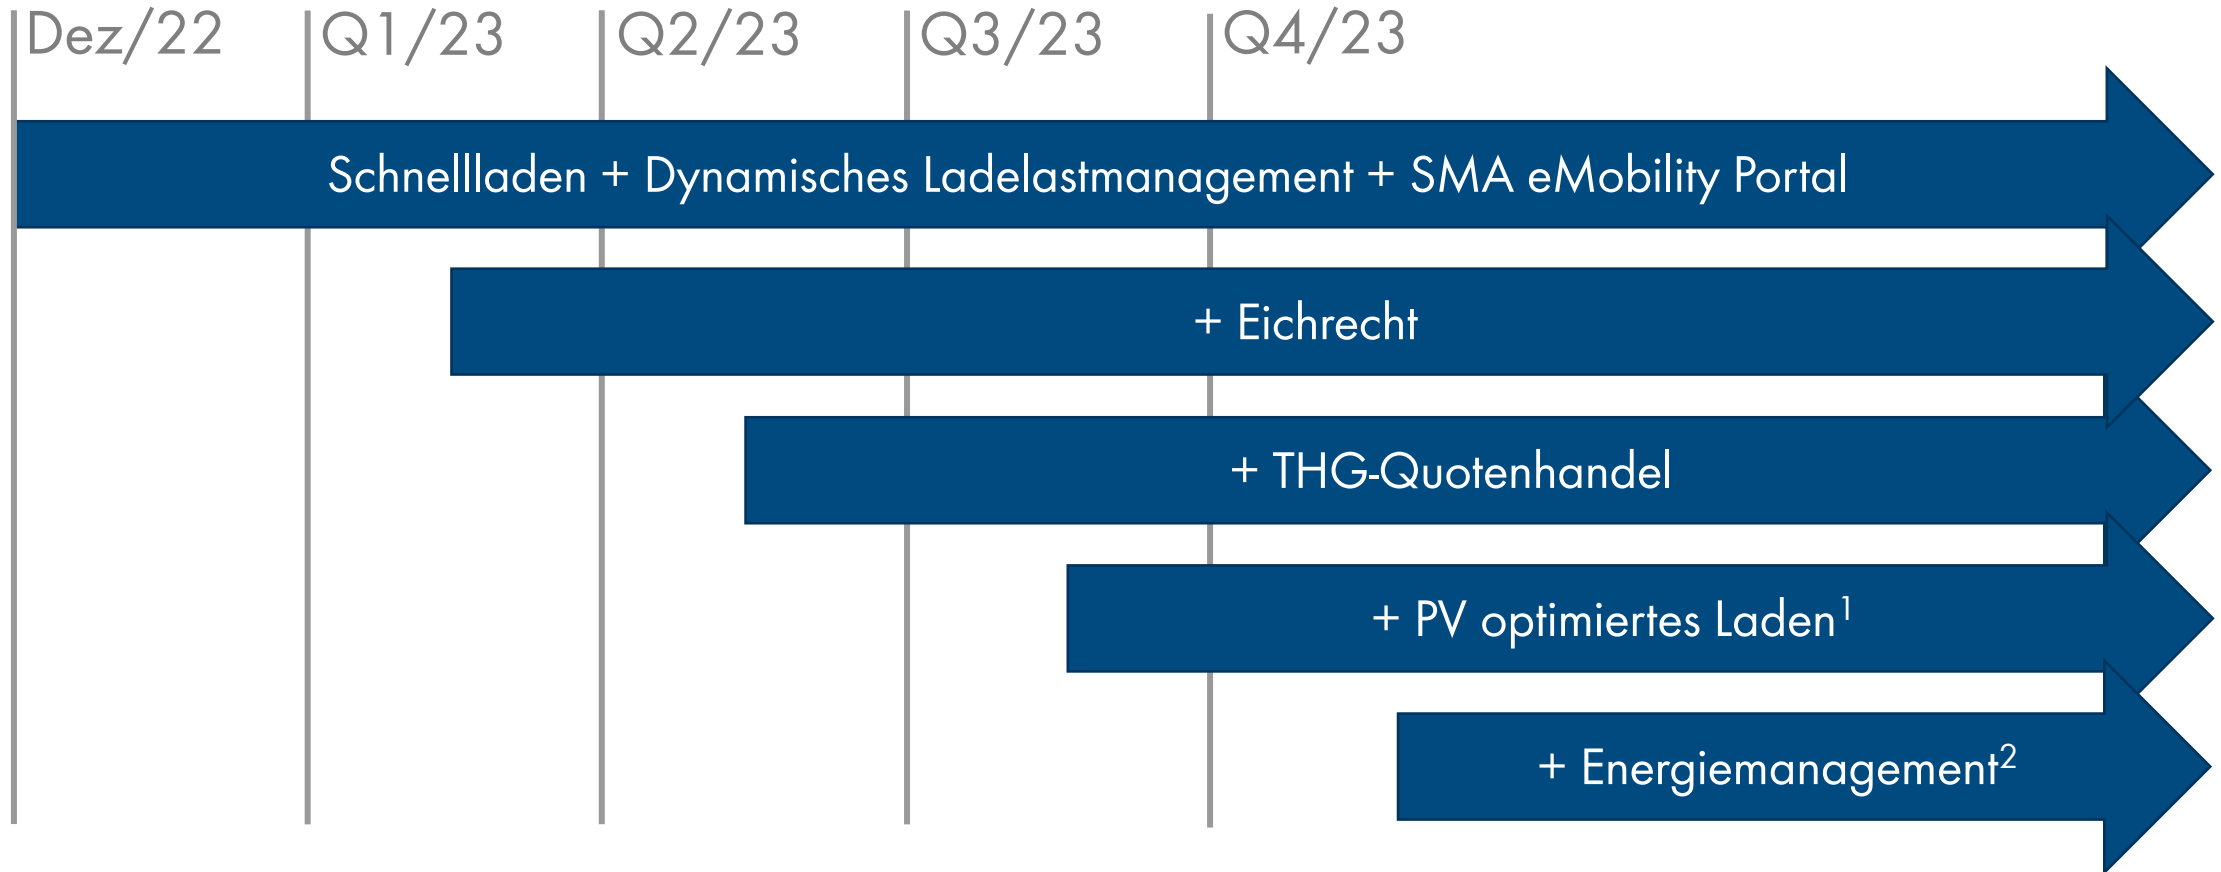 Dez/22 Q1/23 Q2/23 Q3/23 Q4/23
Schnellladen + Dynamisches Ladelastmanagement + SMA eMobility Portal
+ Eichrecht
+ THG-Quotenhandel
+ PV optimiertes Laden¹
+ Energiemanagement²